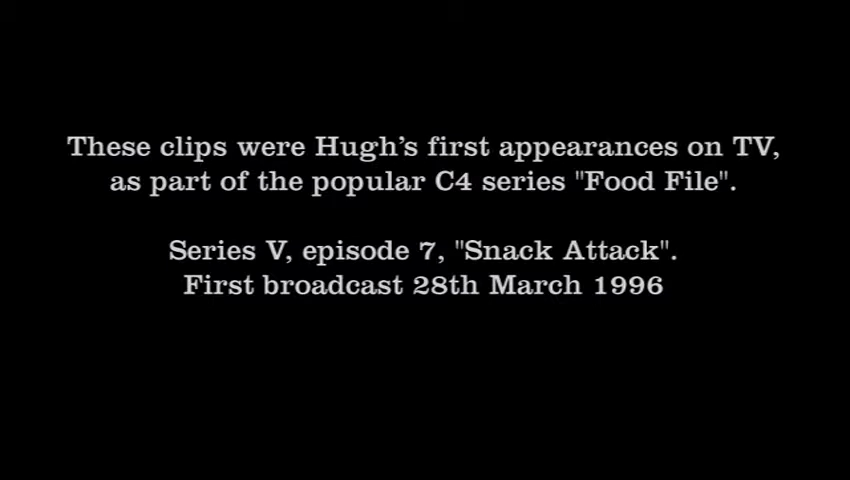 These clips were Hugh’s first appearances on TV,
as part of the popular C4 series "Food File".
Series V, episode 7, "Snack Attack".
First broadcast 28th March 1996